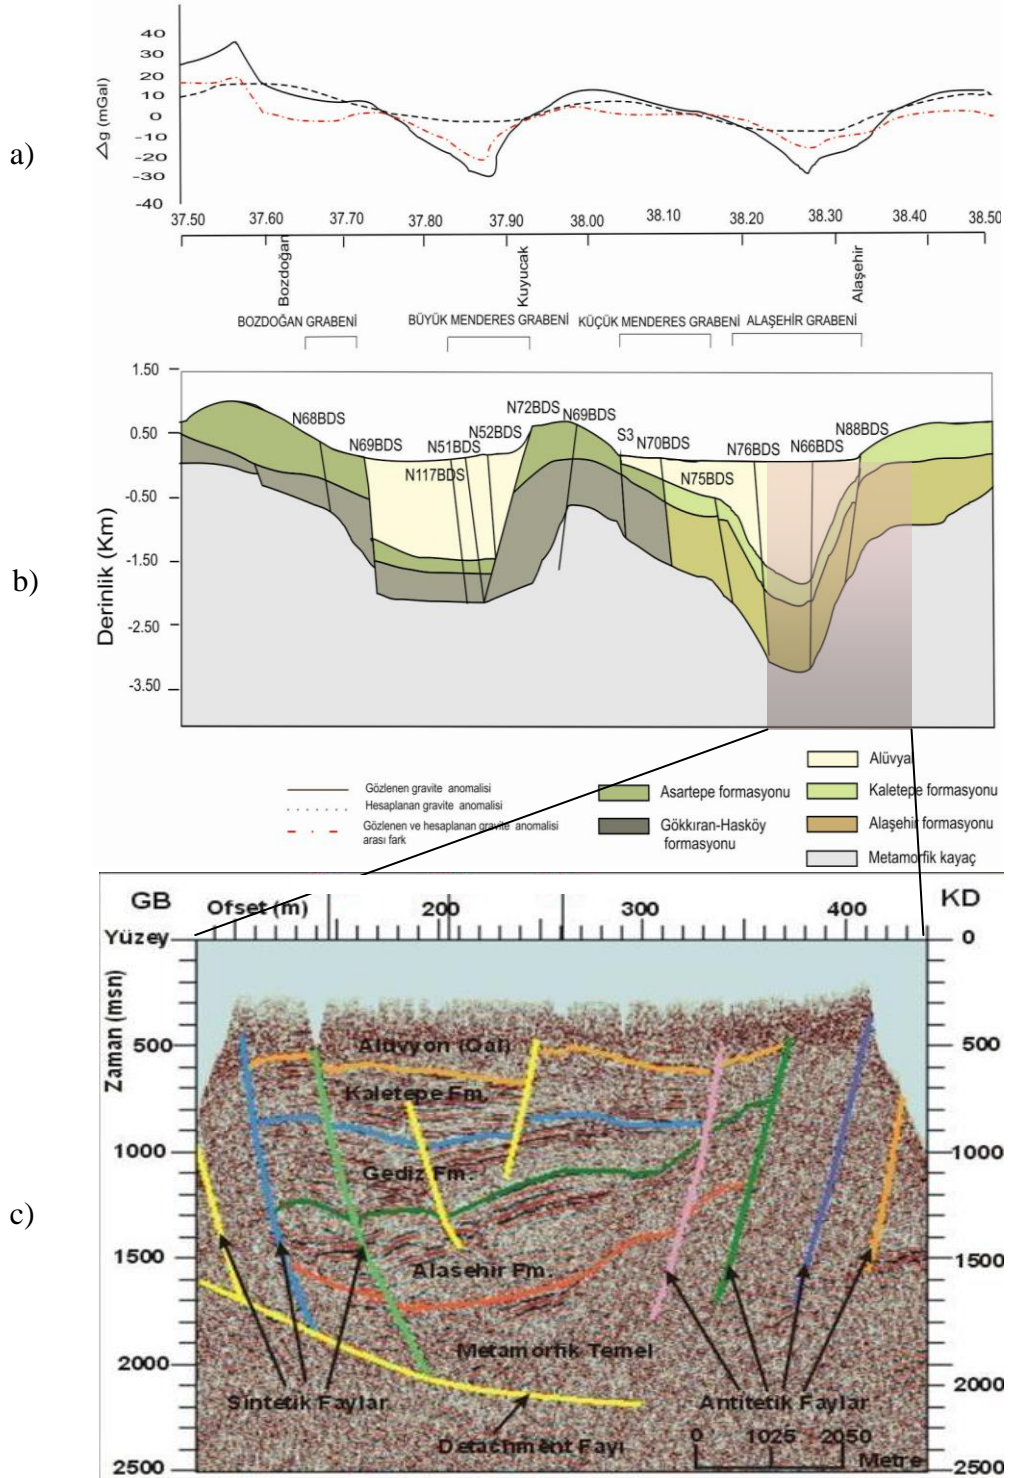 a)
△g (mGal)
40
30
20
10
0
-10
-20
-30
-40
37.50 37.60 37.70 37.80 37.90 38.00 38.10 38.20 38.30 38.40 38.50
Bozdoğan
Kuyucak
Alaşehir
BOZDOĞAN GRABENİ
BÜYÜK MENDERES GRABENİ
KÜÇÜK MENDERES GRABENİ
ALAŞEHİR GRABENİ
b)
Derinlik (Km)
1.50
0.50
-0.50
-1.50
-2.50
-3.50
N68BDS
N69BDS
N51BDS
N52BDS
N117BDS
N72BDS
N69BDS
S3
N70BDS
N75BDS
N76BDS
N66BDS
N88BDS
Gözlenen gravite anomalisi
Hesaplanan gravite anomalisi
Gözlenen ve hesaplanan gravite anomalisi
arası fark
Asartepe formasyonu
Gökkıran-Hasköy
formasyonu
Alüvyal
Kaletepe formasyonu
Alaşehir formasyonu
Metamorfik kayaç
c)
GB
KD
Ofset (m) 200 300 400
Yüzey
0
Zaman (msn)
500
1000
1500
2000
2500
500
1000
1500
2000
2500
Alüvyon (Qal)
Kaletepe Fm.
Gediz Fm.
Alasehir Fm.
Metamorfik Temel
Sintetik Faylar
Antitetik Faylar
Detachment Fayı
0 1025 2050
Metre